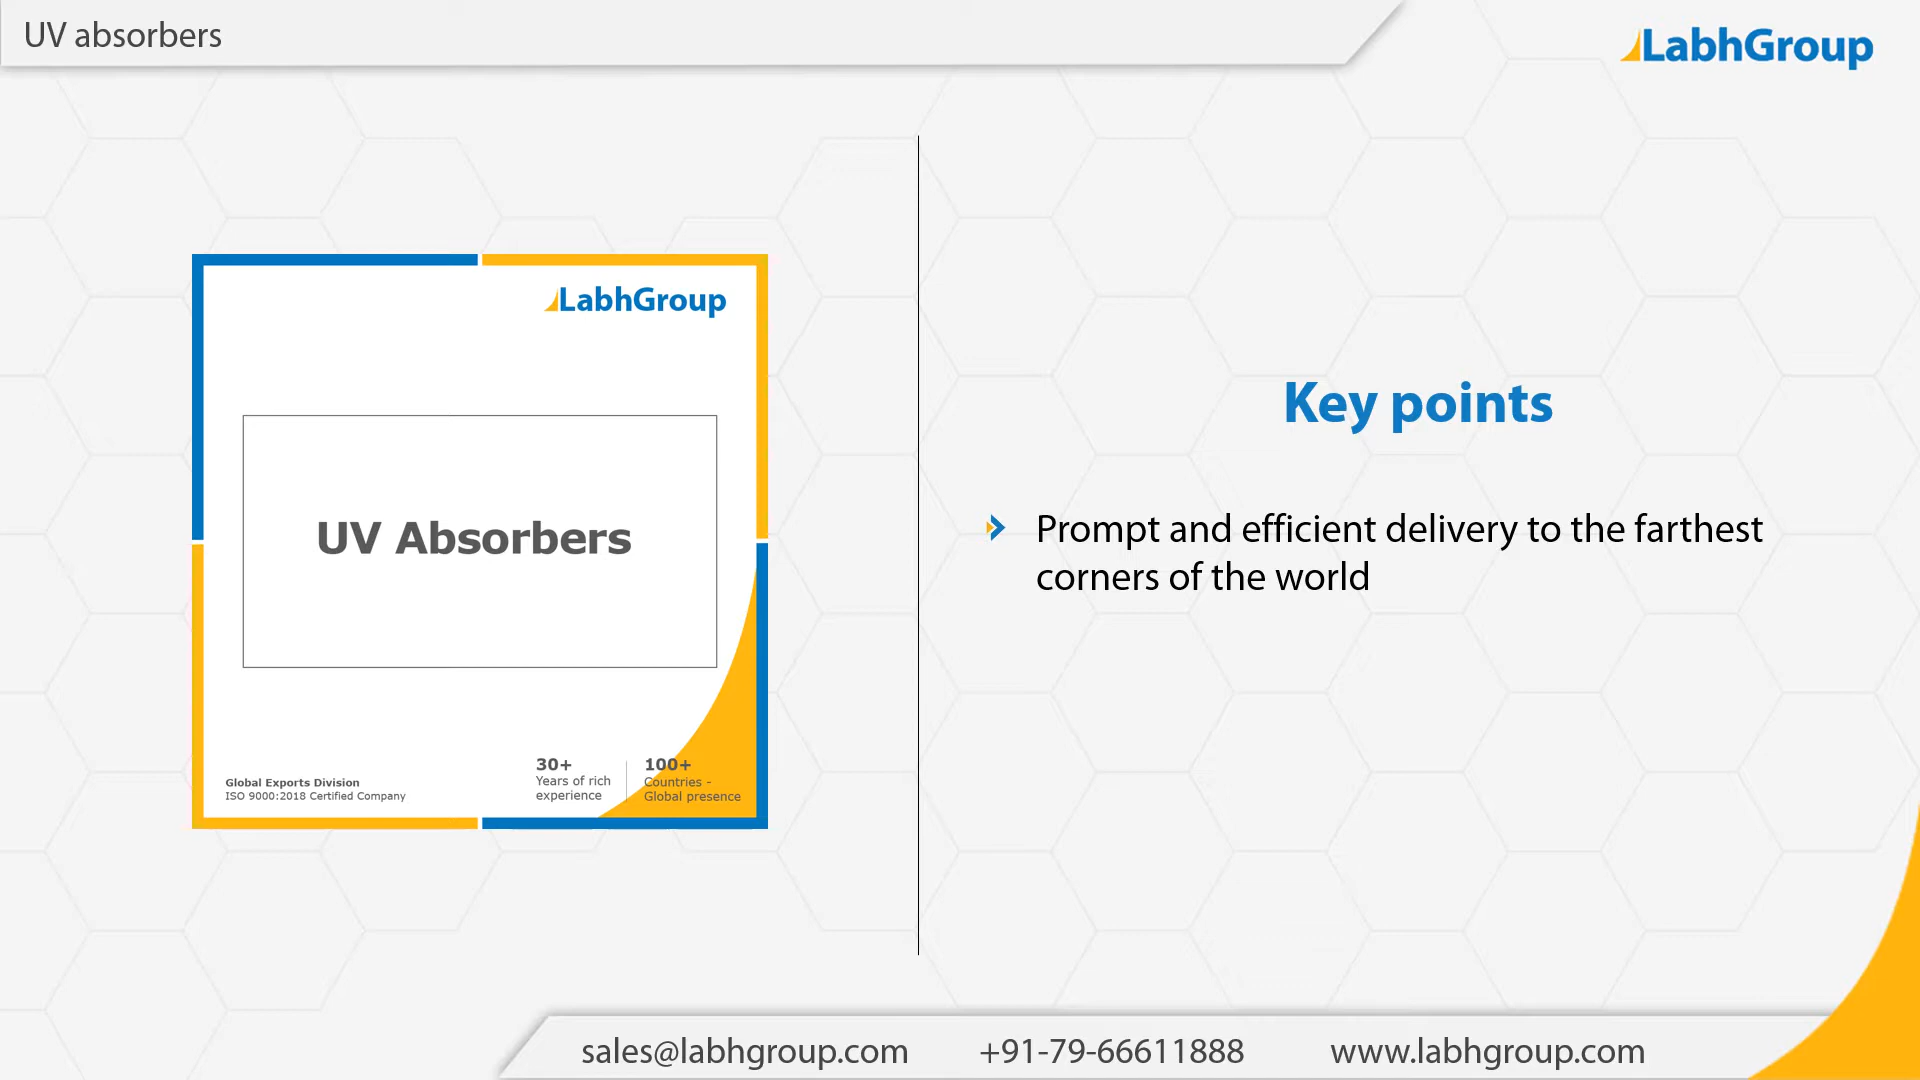 UV absorbers
LabhGroup
LabhGroup
UV Absorbers
Global Exports Division
ISO 9000:2018 Certified Company
30+
Years of rich
experience
100+
Countries -
Global presence
Key points
Prompt and efficient delivery to the farthest
corners of the world
sales@labhgroup.com +91-79-66611888 www.labhgroup.com